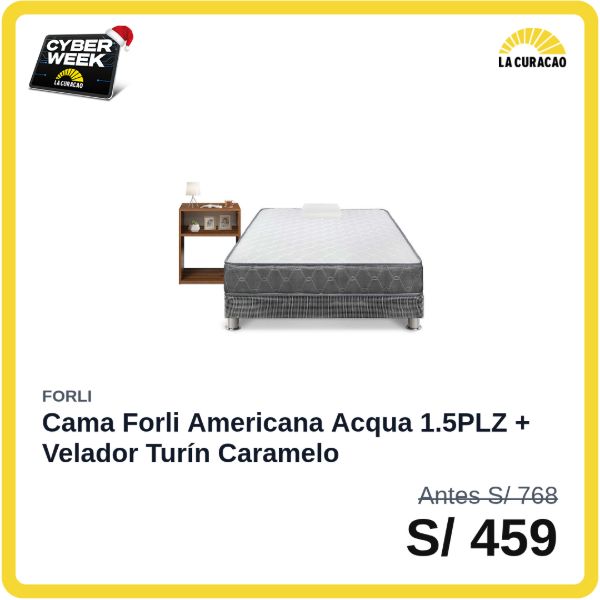 CYBER
WEEK
LA CURACAO
LA CURACAO
FORLI
Cama Forli Americana Acqua 1.5PLZ +
Velador Turín Caramelo
Antes S/ 768
S/ 459